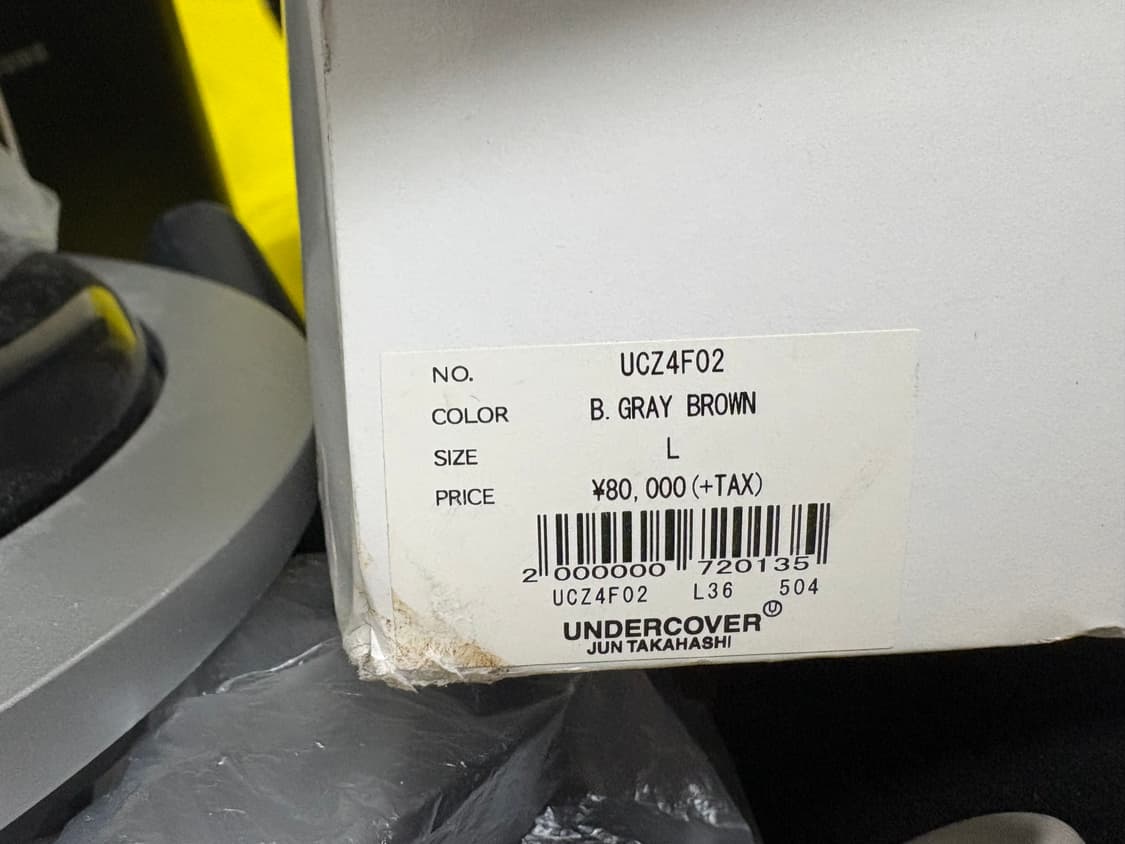 NO. UCZ4F02
COLOR B. GRAY BROWN
SIZE L
PRICE ¥80,000(+TAX)
2 000000 720135
UCZ4F02 L36 504
UNDERCOVER Ⓤ
JUN TAKAHASHI